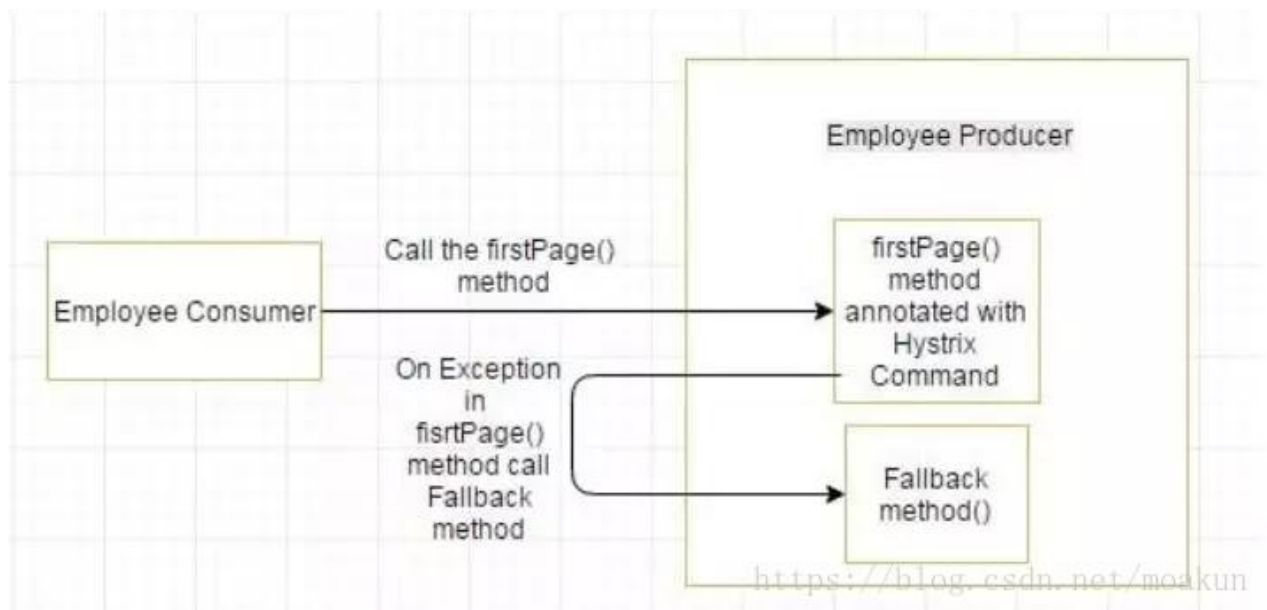 Employee Producer
Call the firstPage()
method
firstPage()
method
annotated with
Hystrix
Command
Employee Consumer
On Exception
in
fisrtPage()
method call
Fallback
method
Fallback
method()
https://blog.csdn.net/moakun